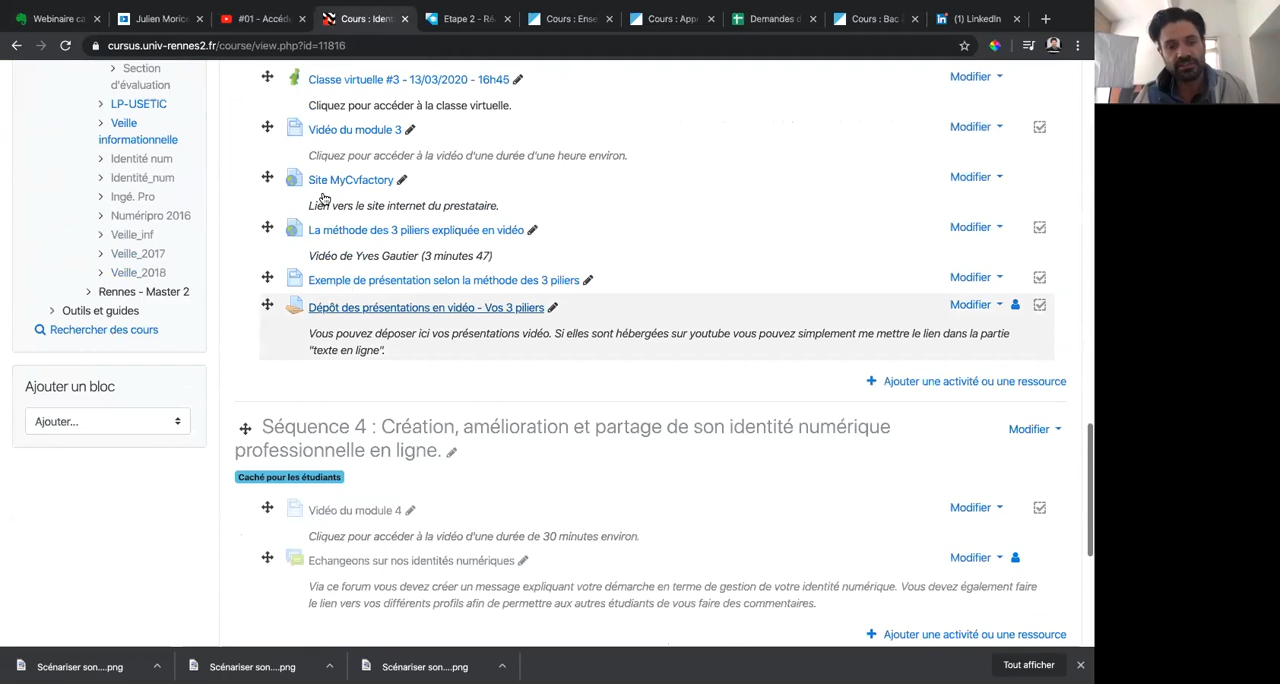 Webinaire ca
Julien Morice
#01 - Accéde
Cours : Ident
Etape 2 - Ré
Cours : Ense
Cours : Appr
Demandes d
Cours : Bac
(1) LinkedIn
cursus.univ-rennes2.fr/course/view.php?id=11816
Section
d'évaluation
LP-USETIC
Veille
informationnelle
Identité num
Identité_num
Ingé. Pro
Numéripro 2016
Veille_inf
Veille_2017
Veille_2018
Rennes - Master 2
Outils et guides
Rechercher des cours
Ajouter un bloc
Ajouter...
Classe virtuelle #3 - 13/03/2020 - 16h45
Modifier
Cliquez pour accéder à la classe virtuelle.
Vidéo du module 3
Modifier
Cliquez pour accéder à la vidéo d'une durée d'une heure environ.
Site MyCvfactory
Modifier
Lien vers le site internet du prestataire.
La méthode des 3 piliers expliquée en vidéo
Modifier
Vidéo de Yves Gautier (3 minutes 47)
Exemple de présentation selon la méthode des 3 piliers
Modifier
Dépôt des présentations en vidéo - Vos 3 piliers
Modifier
Vous pouvez déposer ici vos présentations vidéo. Si elles sont hébergées sur youtube vous pouvez simplement me mettre le lien dans la partie
"texte en ligne".
Ajouter une activité ou une ressource
Séquence 4 : Création, amélioration et partage de son identité numérique
professionnelle en ligne.
Modifier
Caché pour les étudiants
Vidéo du module 4
Modifier
Cliquez pour accéder à la vidéo d'une durée de 30 minutes environ.
Echangeons sur nos identités numériques
Modifier
Via ce forum vous devez créer un message expliquant votre démarche en terme de gestion de votre identité numérique. Vous devez également faire
le lien vers vos différents profils afin de permettre aux autres étudiants de vous faire des commentaires.
Ajouter une activité ou une ressource
Scénariser son....png
Scénariser son....png
Scénariser son....png
Tout afficher